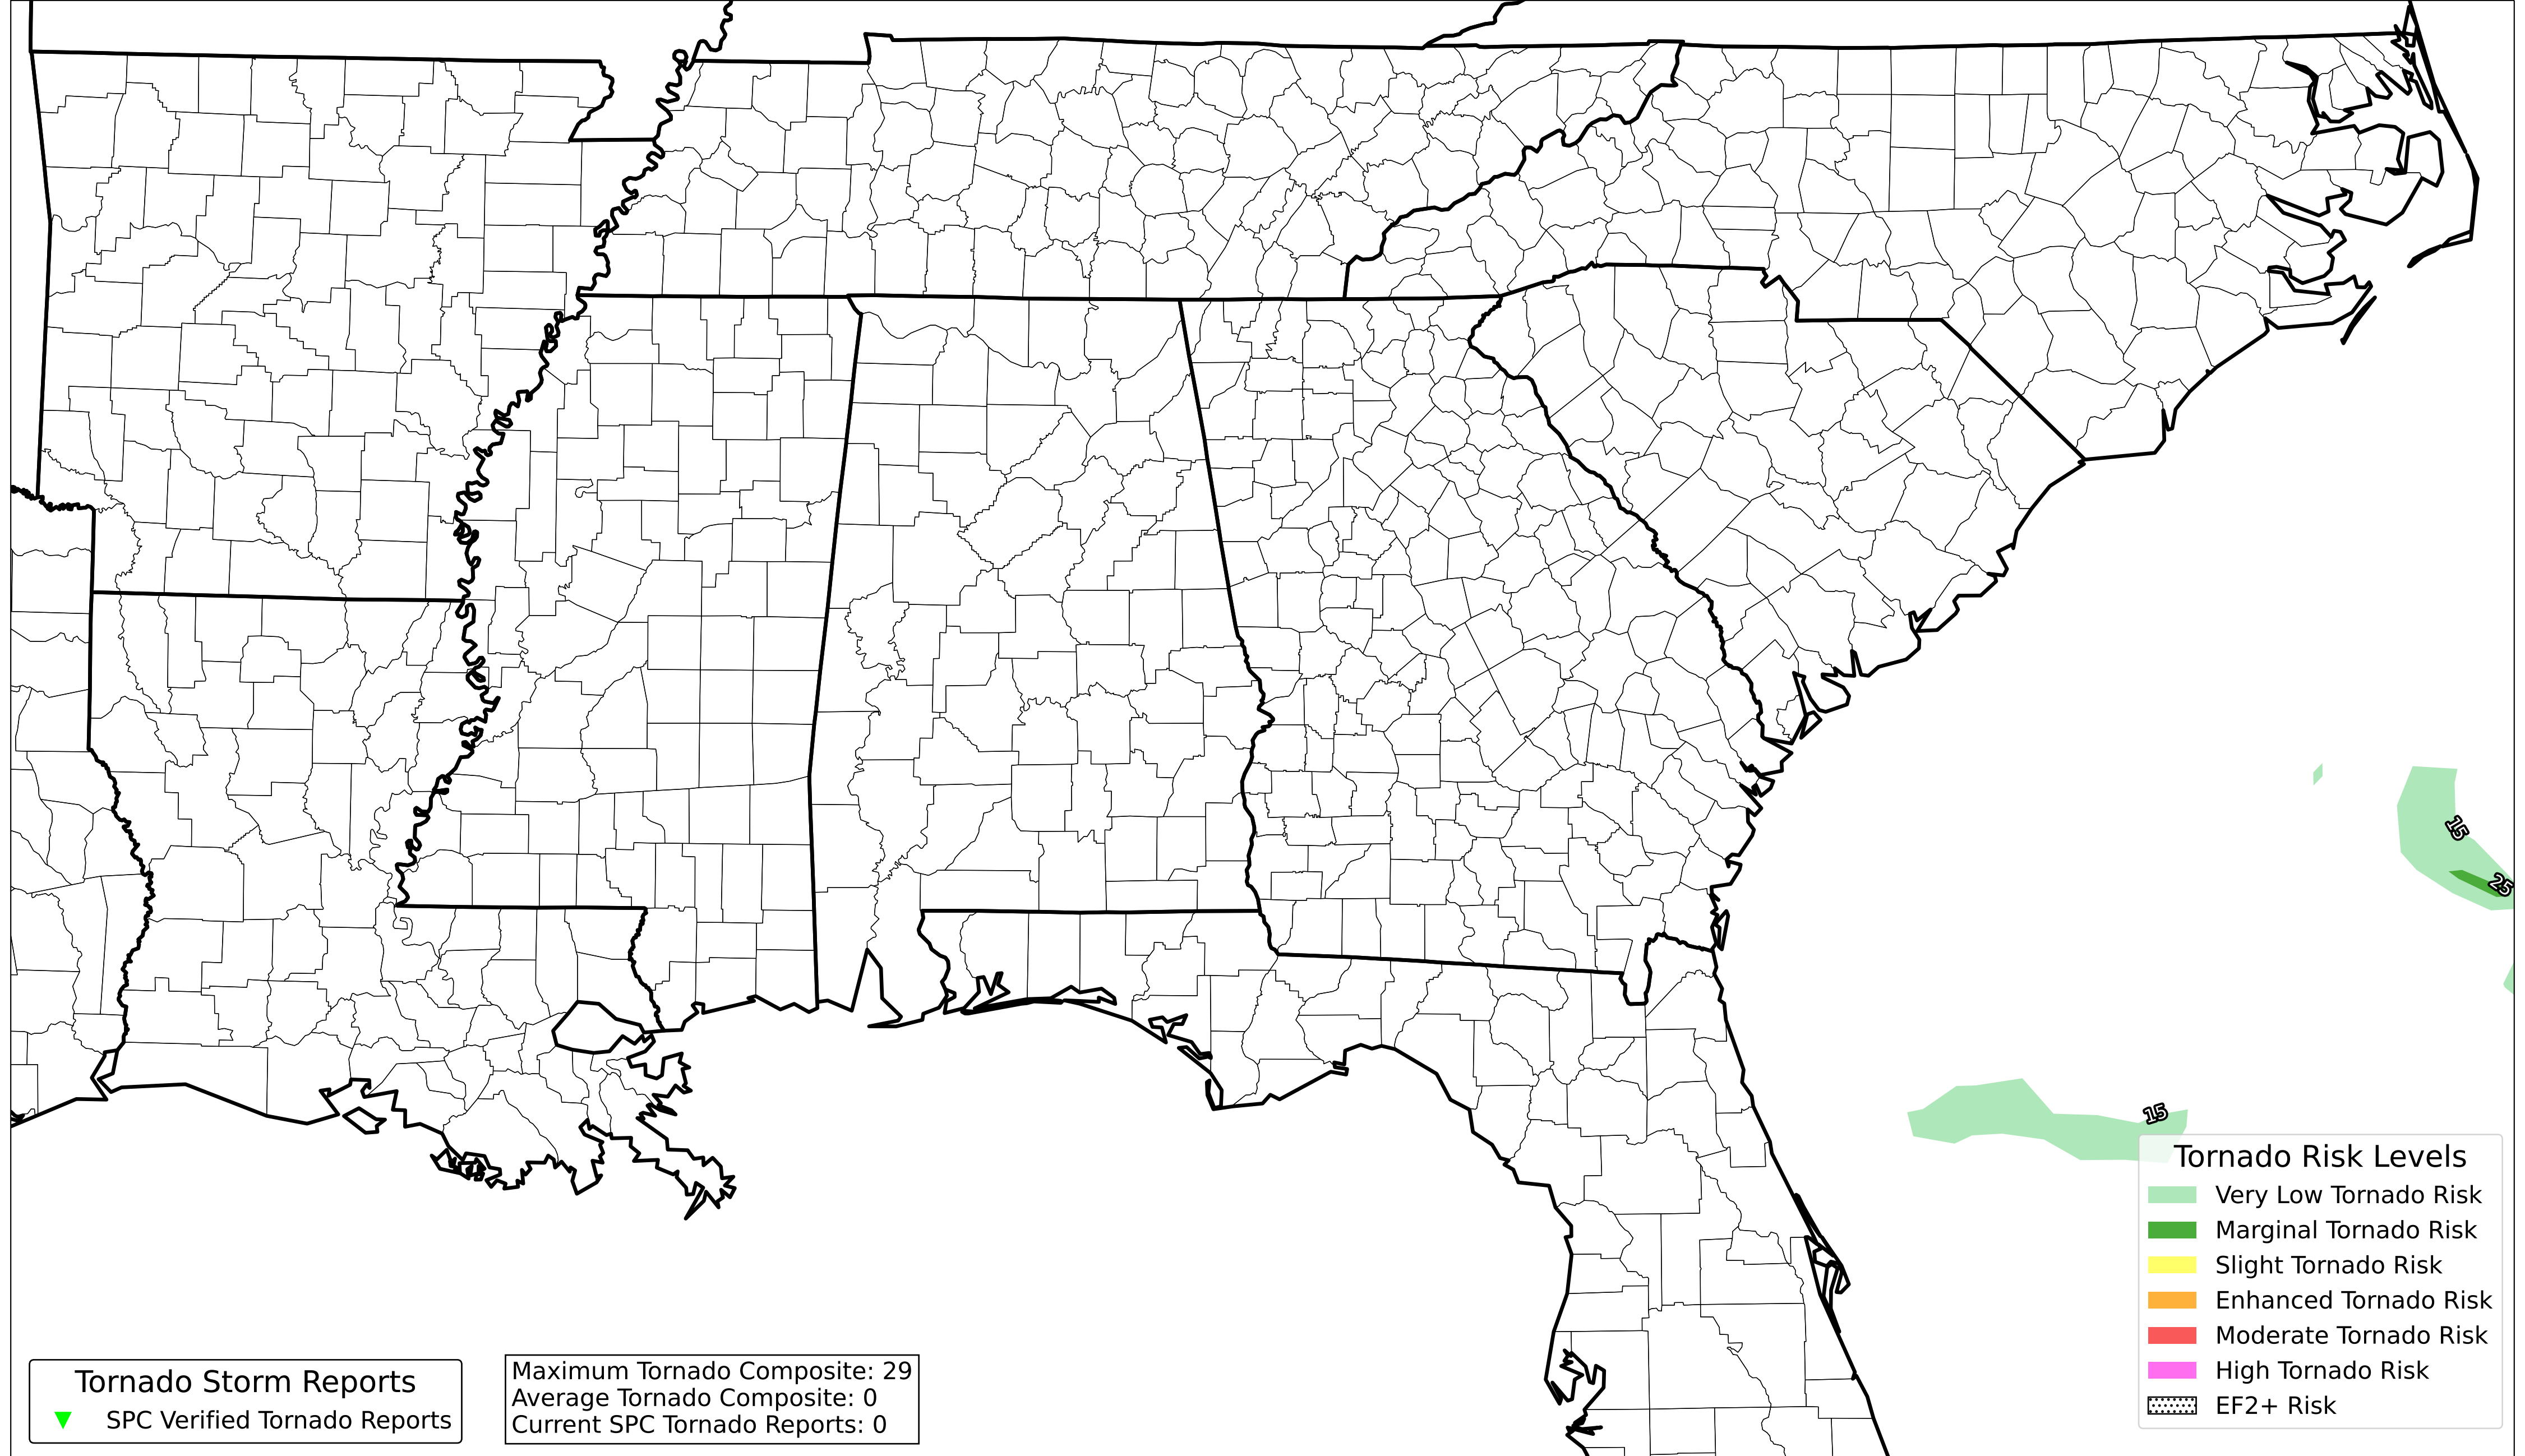 15
25
15
Tornado Risk Levels
Very Low Tornado Risk
Marginal Tornado Risk
Slight Tornado Risk
Enhanced Tornado Risk
Moderate Tornado Risk
High Tornado Risk
EF2+ Risk
Tornado Storm Reports
SPC Verified Tornado Reports
Maximum Tornado Composite: 29
Average Tornado Composite: 0
Current SPC Tornado Reports: 0